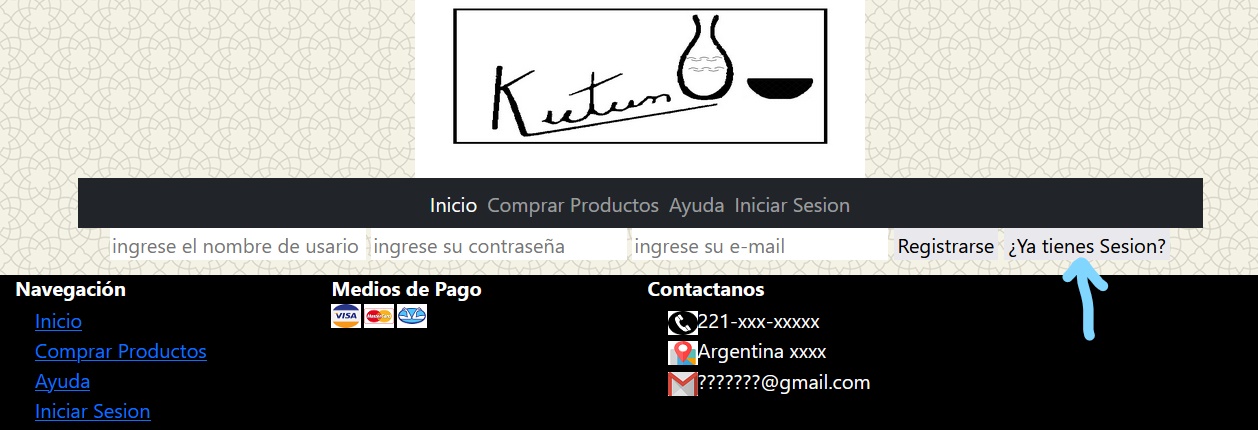 Kutun
Inicio Comprar Productos Ayuda Iniciar Sesion
ingrese el nombre de usario ingrese su contraseña ingrese su e-mail Registrarse ¿Ya tienes Sesion?
Navegación Medios de Pago Contactanos
Inicio VISA MasterCard 221-xxx-xxxxx
Comprar Productos Argentina xxxx
Ayuda ???????@gmail.com
Iniciar Sesion